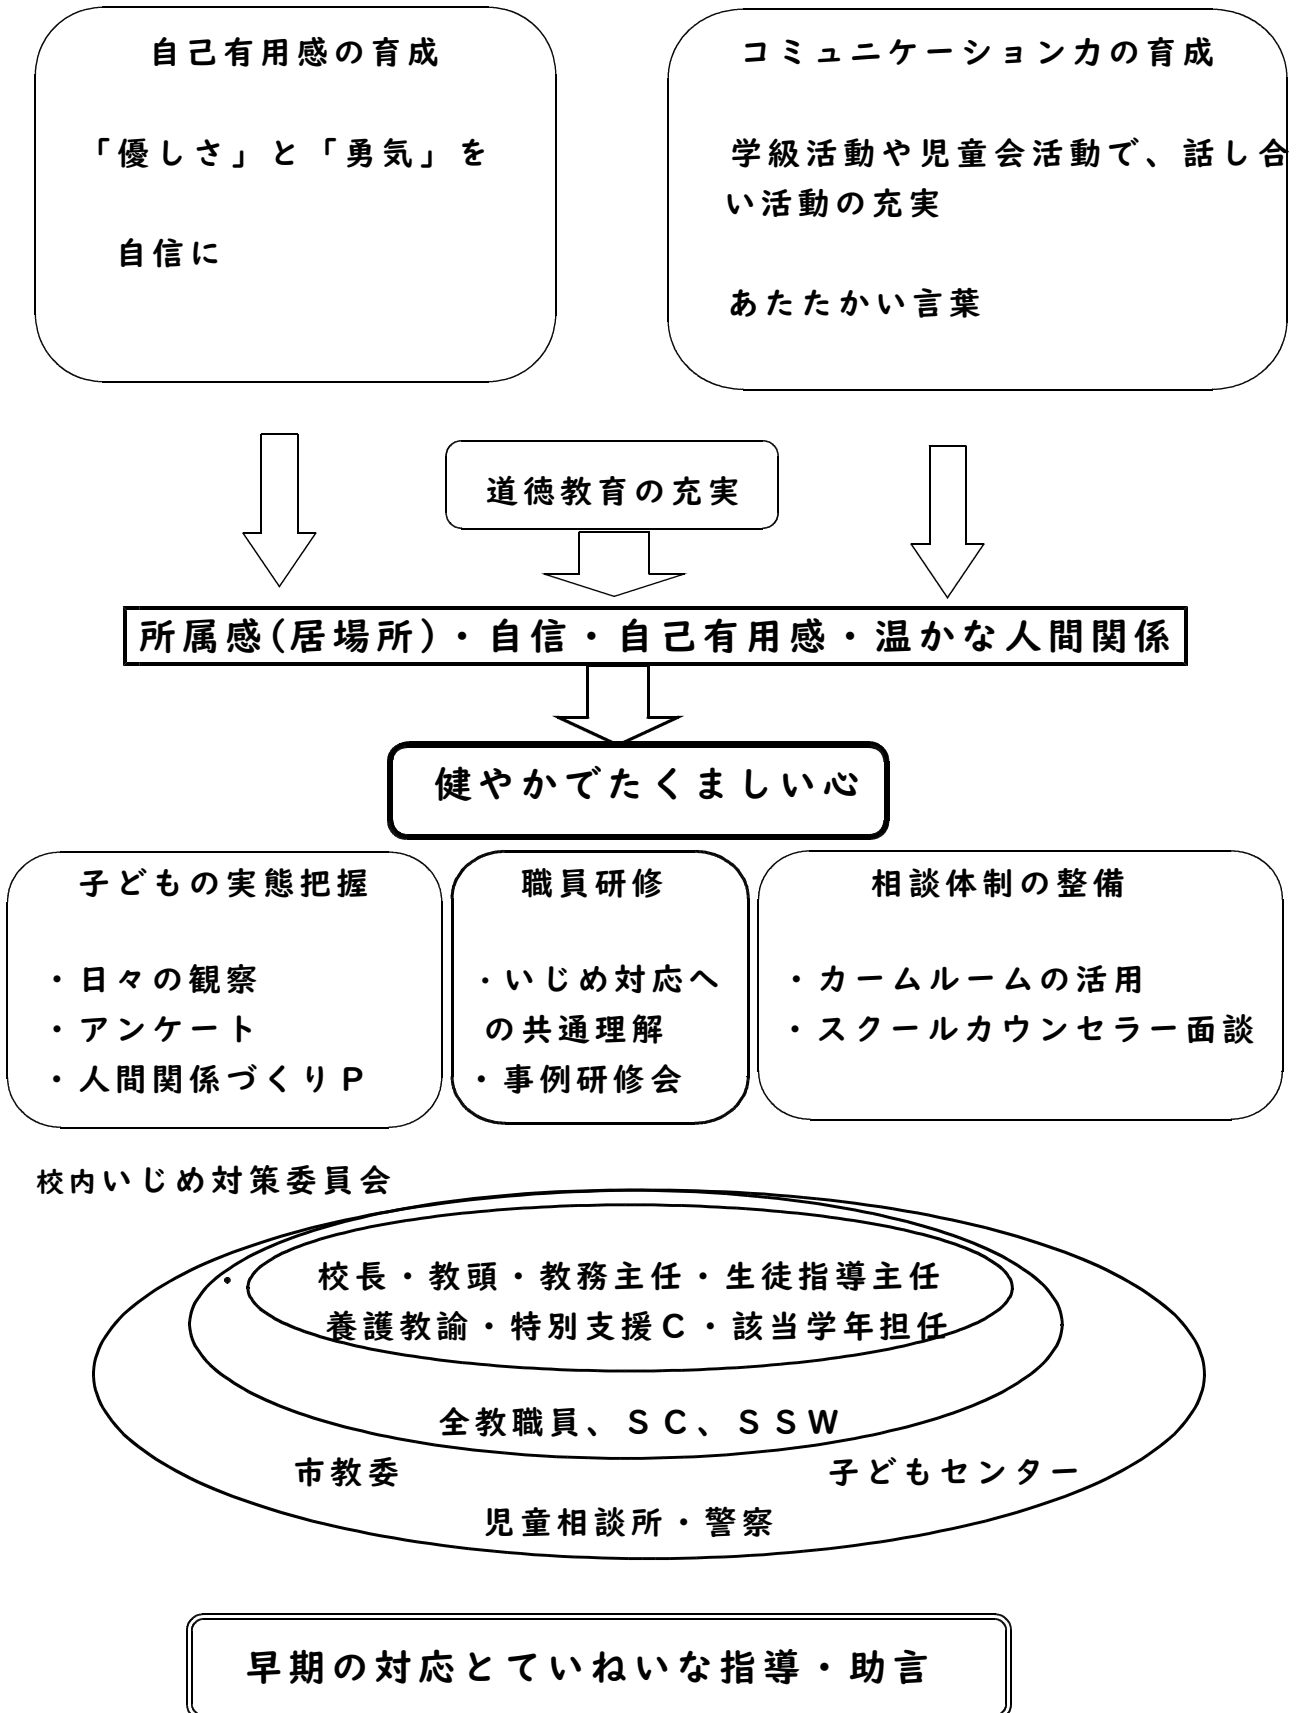 自己有用感の育成
「優しさ」と「勇気」を
自信に
コミュニケーション力の育成
学級活動や児童会活動で、話し合
い活動の充実
あたたかい言葉
道徳教育の充実
所属感(居場所)・自信・自己有用感・温かな人間関係
健やかでたくましい心
子どもの実態把握
・日々の観察
・アンケート
・人間関係づくりP
職員研修
・いじめ対応へ
の共通理解
・事例研修会
相談体制の整備
・カームルームの活用
・スクールカウンセラー面談
校内いじめ対策委員会
校長・教頭・教務主任・生徒指導主任
養護教諭・特別支援C・該当学年担任
全教職員、SC、SSW
市教委
子どもセンター
児童相談所・警察
早期の対応とていねいな指導・助言